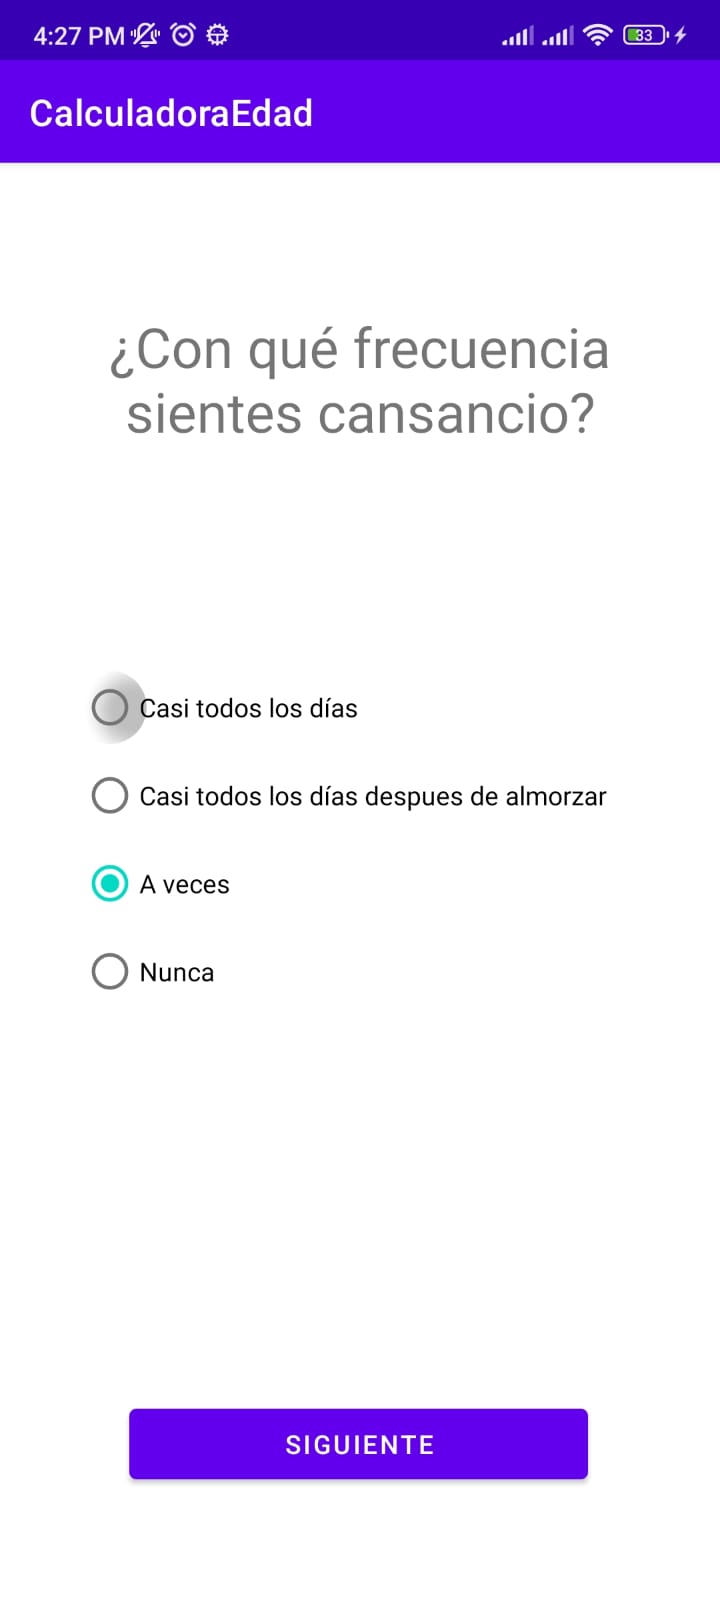 4:27 PM
33
CalculadoraEdad
¿Con qué frecuencia
sientes cansancio?
Casi todos los días
Casi todos los días despues de almorzar
A veces
Nunca
SIGUIENTE